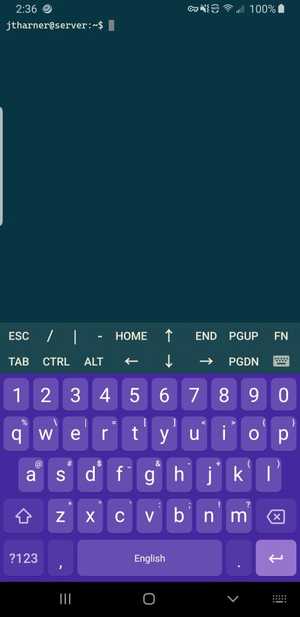 2:36 100%
jtharner@server:~$
ESC / | - HOME ↑ END PGUP FN
TAB CTRL ALT ← ↓ → PGDN
1 2 3 4 5 6 7 8 9 0
q% w\ e| r= t[ y] u< i> o{ p}
a@ s# d$ f_ g& h- j+ k( l)
z* x" c' v: b; n! m?
?123 , English .